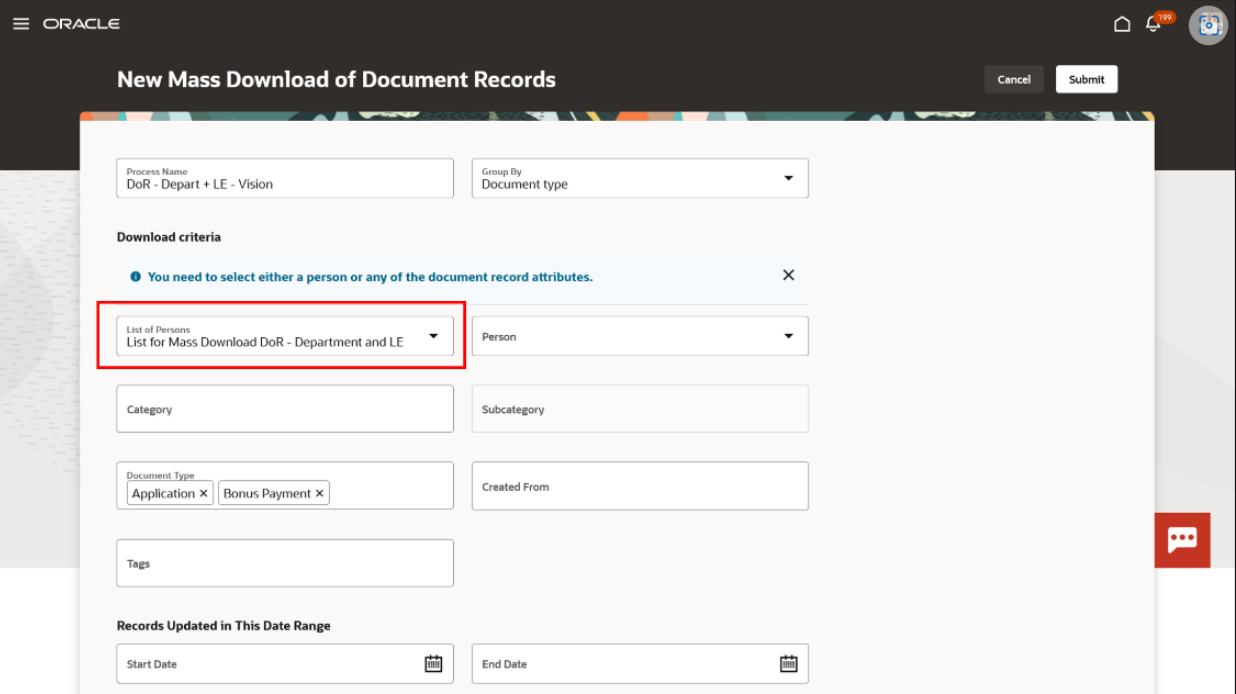 ORACLE
199
New Mass Download of Document Records
Cancel
Submit
Process Name
DoR - Depart + LE - Vision
Group By
Document type
Download criteria
You need to select either a person or any of the document record attributes.
List of Persons
List for Mass Download DoR - Department and LE
Person
Category
Subcategory
Document Type
Application ×
Bonus Payment ×
Created From
Tags
Records Updated in This Date Range
Start Date
End Date